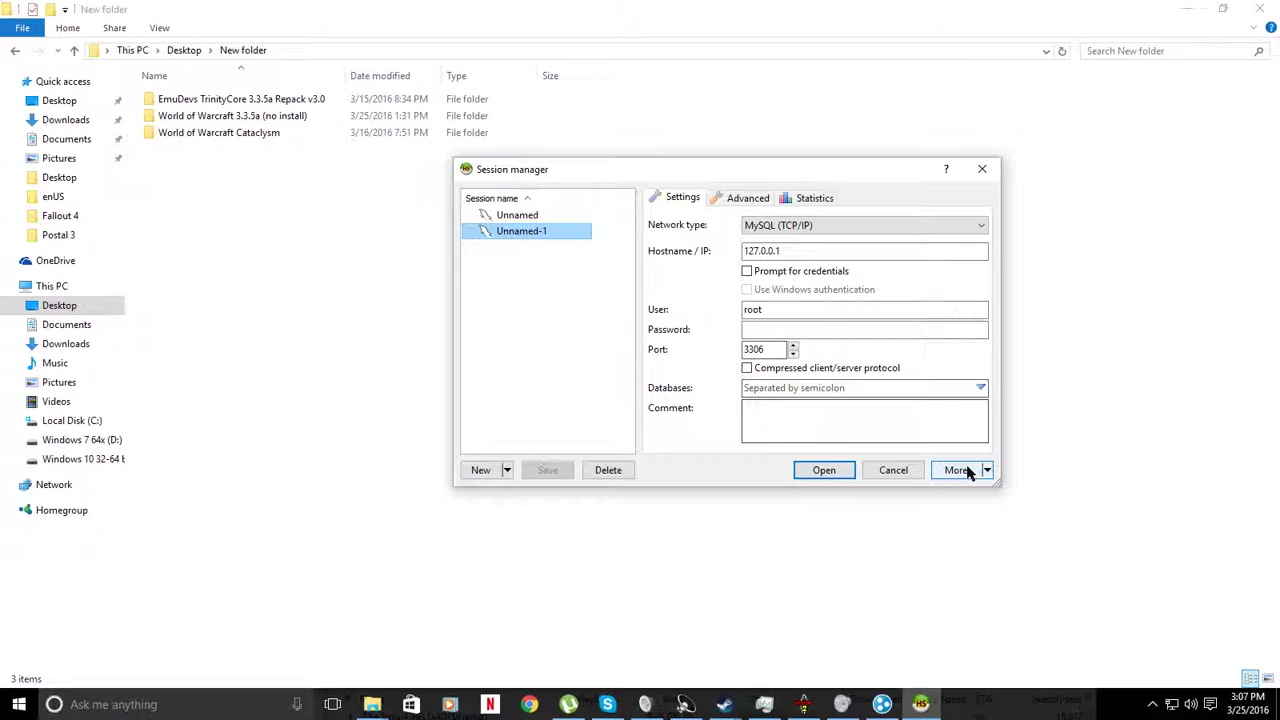 New folder
File Home Share View
This PC Desktop New folder Search New folder
Name Date modified Type Size
Quick access
Desktop
Downloads
Documents
Pictures
Desktop
enUS
Fallout 4
Postal 3
OneDrive
This PC
Desktop
Documents
Downloads
Music
Pictures
Videos
Local Disk (C:)
Windows 7 64x (D:)
Windows 10 32-64 b
Network
Homegroup
EmuDevs TrinityCore 3.3.5a Repack v3.0 3/15/2016 8:34 PM File folder
World of Warcraft 3.3.5a (no install) 3/25/2016 1:31 PM File folder
World of Warcraft Cataclysm 3/16/2016 7:51 PM File folder
HS Session manager ?
Session name
Unnamed
Unnamed-1
Settings Advanced Statistics
Network type: MySQL (TCP/IP)
Hostname / IP: 127.0.0.1
Prompt for credentials
Use Windows authentication
User: root
Password:
Port: 3306
Compressed client/server protocol
Databases: Separated by semicolon
Comment:
New Save Delete Open Cancel More
3 items
Ask me anything
N
HS
3:07 PM
3/25/2016